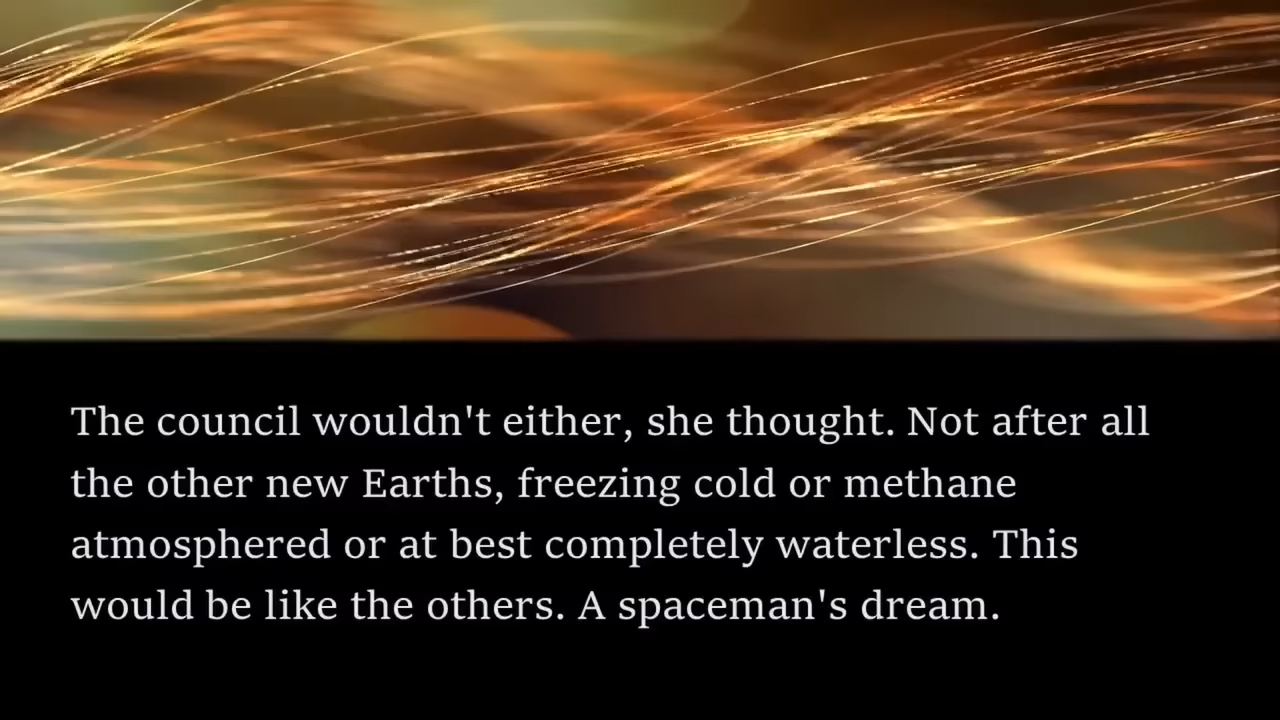 The council wouldn't either, she thought. Not after all
the other new Earths, freezing cold or methane
atmosphered or at best completely waterless. This
would be like the others. A spaceman's dream.